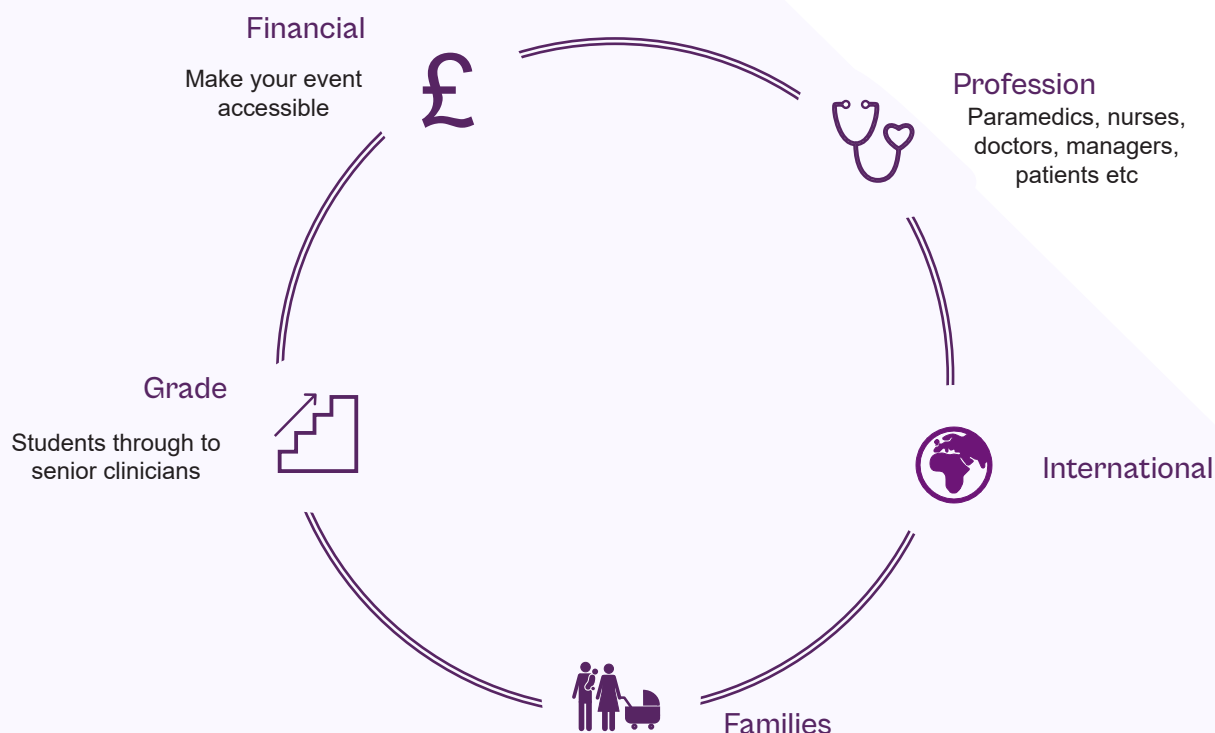 Financial
Make your event
accessible
£
Profession
Paramedics, nurses,
doctors, managers,
patients etc
Grade
Students through to
senior clinicians
International
Families